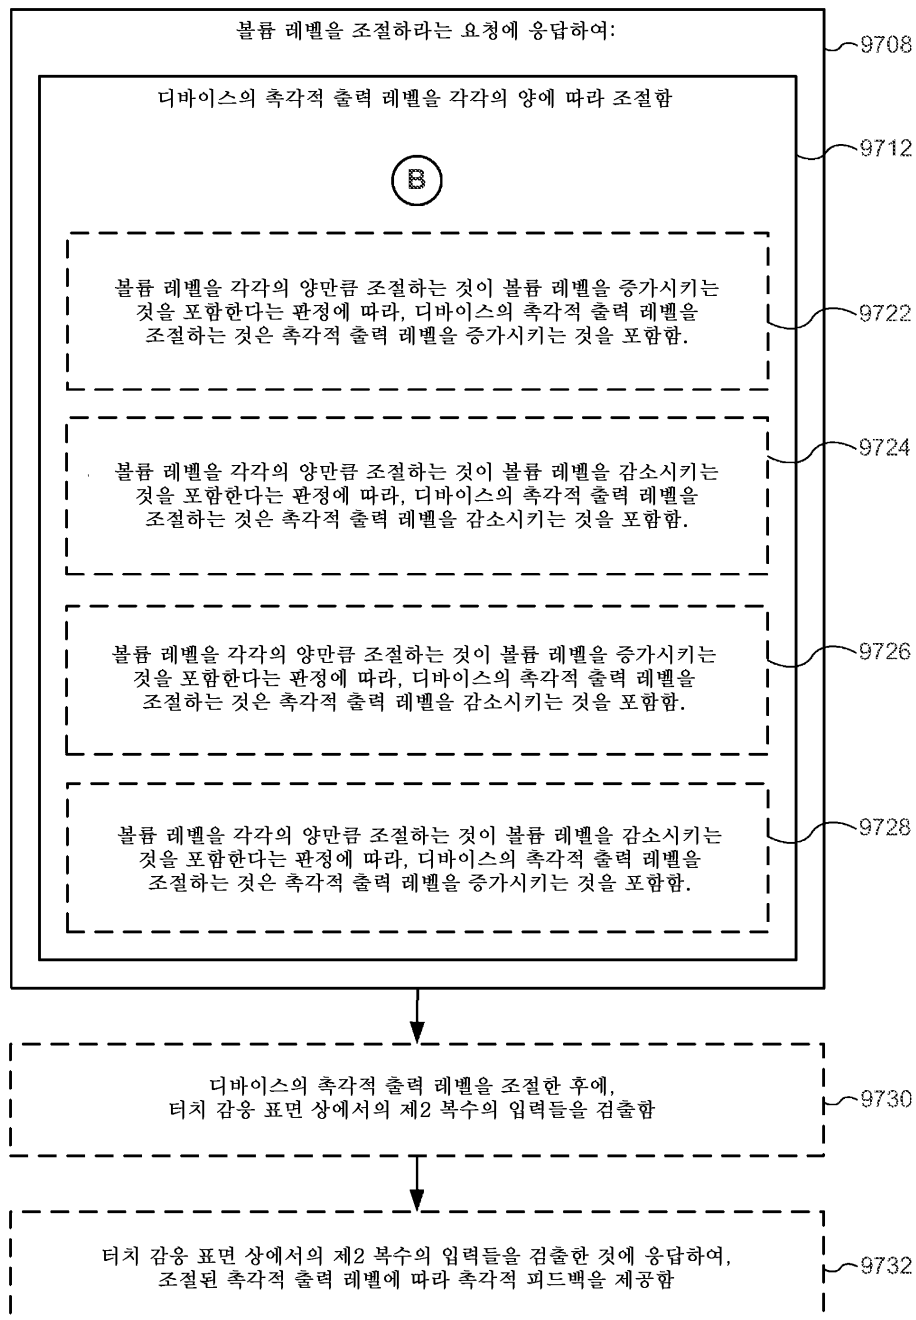 볼륨 레벨을 조절하라는 요청에 응답하여:
9708
디바이스의 촉각적 출력 레벨을 각각의 양에 따라 조절함
9712
B
볼륨 레벨을 각각의 양만큼 조절하는 것이 볼륨 레벨을 증가시키는
것을 포함한다는 판정에 따라, 디바이스의 촉각적 출력 레벨을
조절하는 것은 촉각적 출력 레벨을 증가시키는 것을 포함함.
9722
볼륨 레벨을 각각의 양만큼 조절하는 것이 볼륨 레벨을 감소시키는
것을 포함한다는 판정에 따라, 디바이스의 촉각적 출력 레벨을
조절하는 것은 촉각적 출력 레벨을 감소시키는 것을 포함함.
9724
볼륨 레벨을 각각의 양만큼 조절하는 것이 볼륨 레벨을 증가시키는
것을 포함한다는 판정에 따라, 디바이스의 촉각적 출력 레벨을
조절하는 것은 촉각적 출력 레벨을 감소시키는 것을 포함함.
9726
볼륨 레벨을 각각의 양만큼 조절하는 것이 볼륨 레벨을 감소시키는
것을 포함한다는 판정에 따라, 디바이스의 촉각적 출력 레벨을
조절하는 것은 촉각적 출력 레벨을 증가시키는 것을 포함함.
9728
디바이스의 촉각적 출력 레벨을 조절한 후에,
터치 감응 표면 상에서의 제2 복수의 입력들을 검출함
9730
터치 감응 표면 상에서의 제2 복수의 입력들을 검출한 것에 응답하여,
조절된 촉각적 출력 레벨에 따라 촉각적 피드백을 제공함
9732